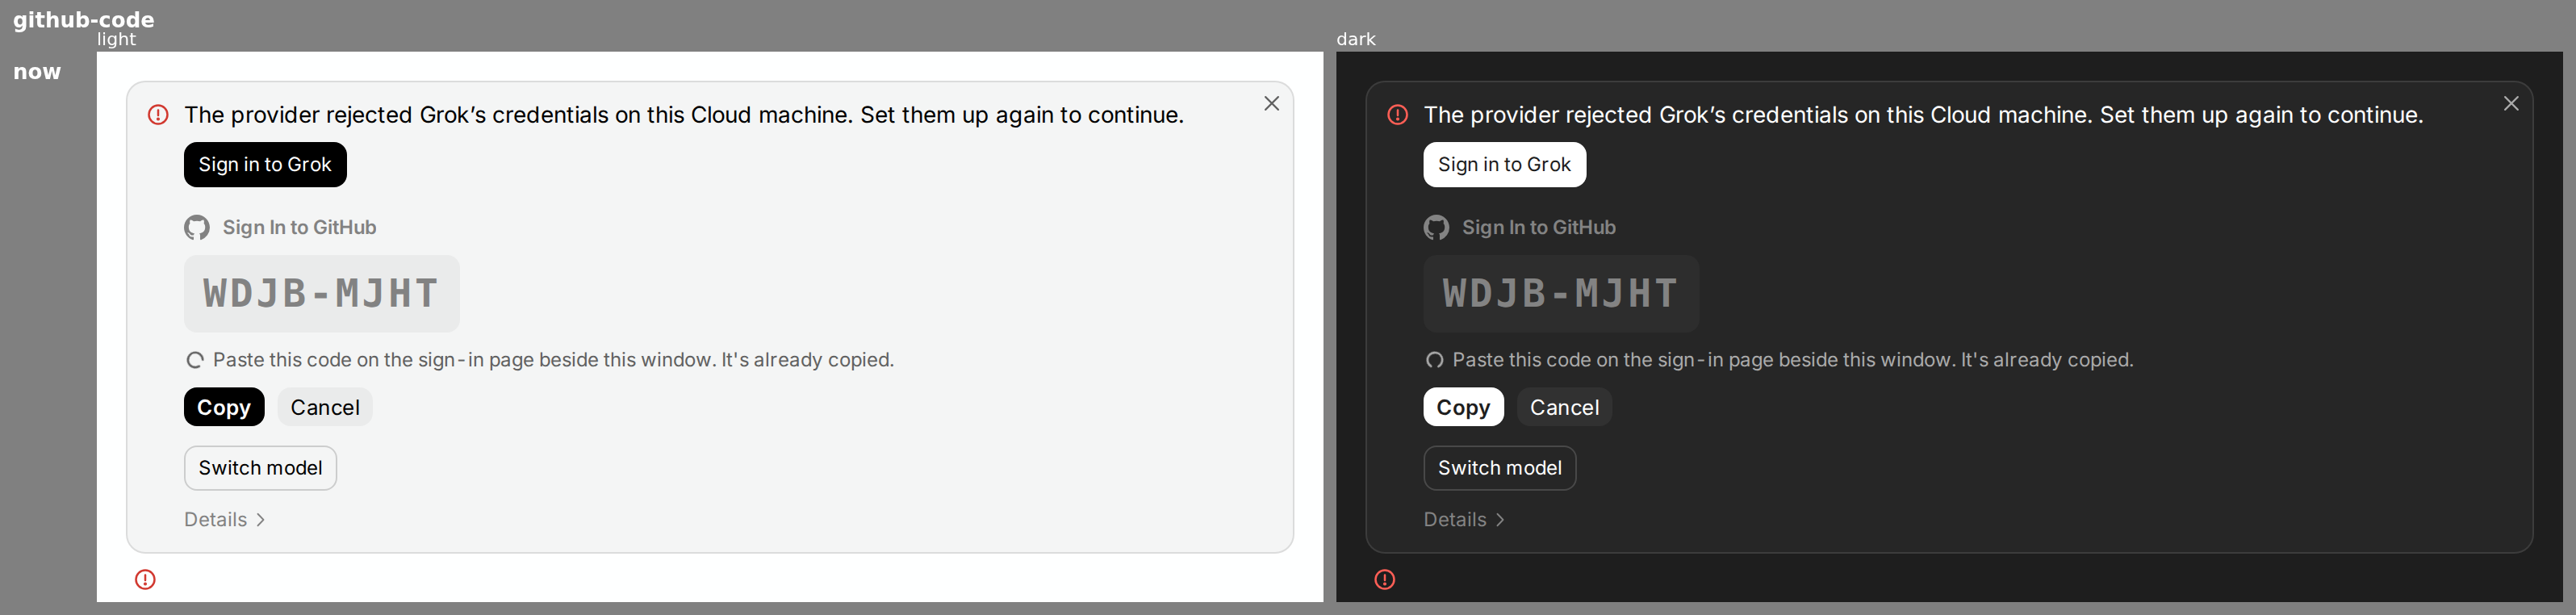 github-code
light
dark
now
The provider rejected Grok’s credentials on this Cloud machine. Set them up again to continue.
Sign in to Grok
Sign In to GitHub
WDJB-MJHT
Paste this code on the sign-in page beside this window. It's already copied.
Copy
Cancel
Switch model
Details
The provider rejected Grok’s credentials on this Cloud machine. Set them up again to continue.
Sign in to Grok
Sign In to GitHub
WDJB-MJHT
Paste this code on the sign-in page beside this window. It's already copied.
Copy
Cancel
Switch model
Details